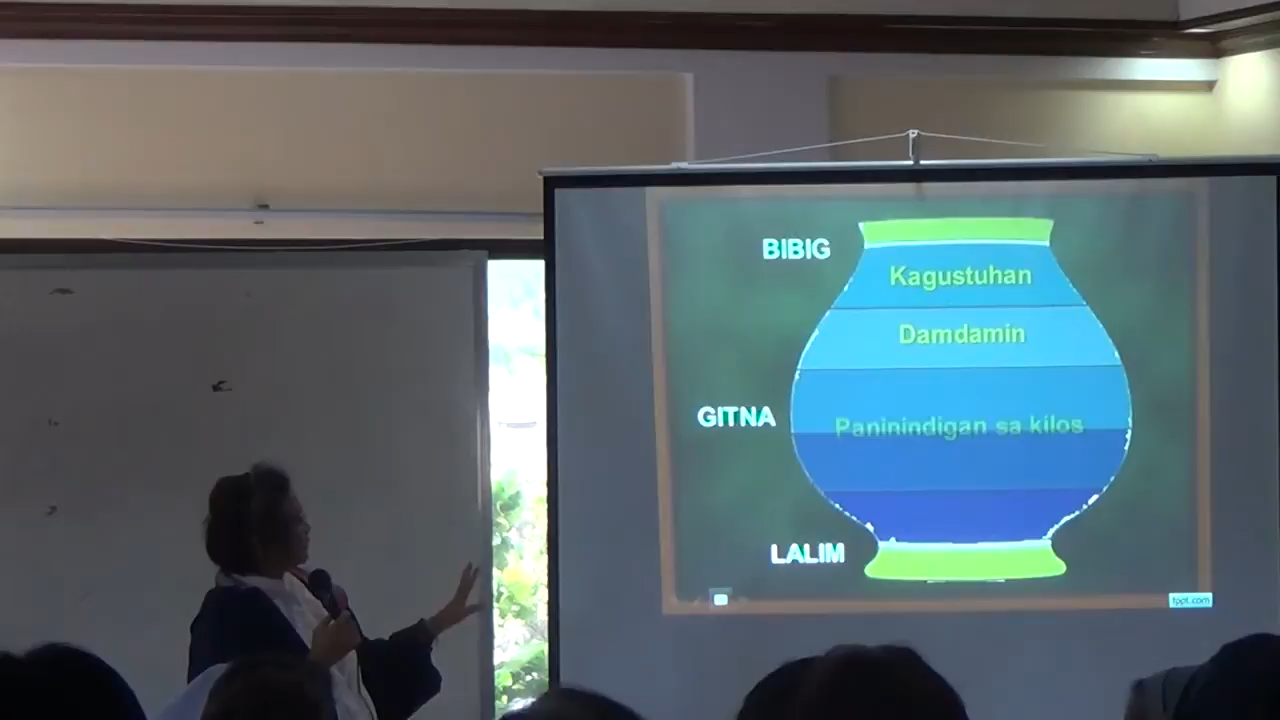 BIBIG
Kagustuhan
Damdamin
GITNA
Paninindigan sa kilos
LALIM
fppt.com